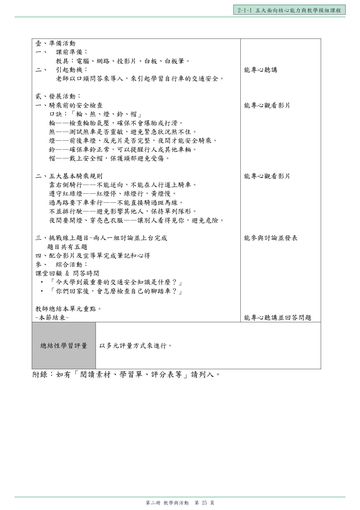 2-1-1 五大面向核心能力與教學模組課程
壹、準備活動
一、 課前準備：
教具：電腦、網路、投影片、白板、白板筆。
二、 引起動機：
老師以口頭問答來導入，來引起學習自行車的交通安全。
能專心聽講
貳、發展活動：
一、騎乘前的安全檢查
能專心觀看影片
口訣：「輪、煞、燈、鈴、帽」
輪──檢查輪胎氣壓，確保不會爆胎或打滑。
煞──測試煞車是否靈敏，避免緊急狀況煞不住。
燈──前後車燈、反光片是否完整，夜間才能安全騎乘。
鈴──確保車鈴正常，可以提醒行人或其他車輛。
帽──戴上安全帽，保護頭部避免受傷。
二、五大基本騎乘規則
能專心觀看影片
靠右側騎行──不能逆向，不能在人行道上騎車。
遵守紅綠燈──紅燈停、綠燈行、黃燈慢。
過馬路要下車牽行──不能直接騎過斑馬線。
不並排行駛──避免影響其他人，保持單列隊形。
夜間要開燈、穿亮色衣服──讓別人看得見你，避免危險。
三、挑戰線上題目-兩人一組討論並上台完成
能參與討論並發表
題目共有五題
四、配合影片及宣導單完成筆記和心得
參、 綜合活動：
課堂回顧 & 問答時間
• 「今天學到最重要的交通安全知識是什麼？」
• 「你們回家後，會怎麼檢查自己的腳踏車？」
教師總結本單元重點。
-本節結束-
能專心聽講並回答問題
總結性學習評量
以多元評量方式來進行。
附錄：如有「閱讀素材、學習單、評分表等」請列入。
第二冊 教學與活動 第 25 頁